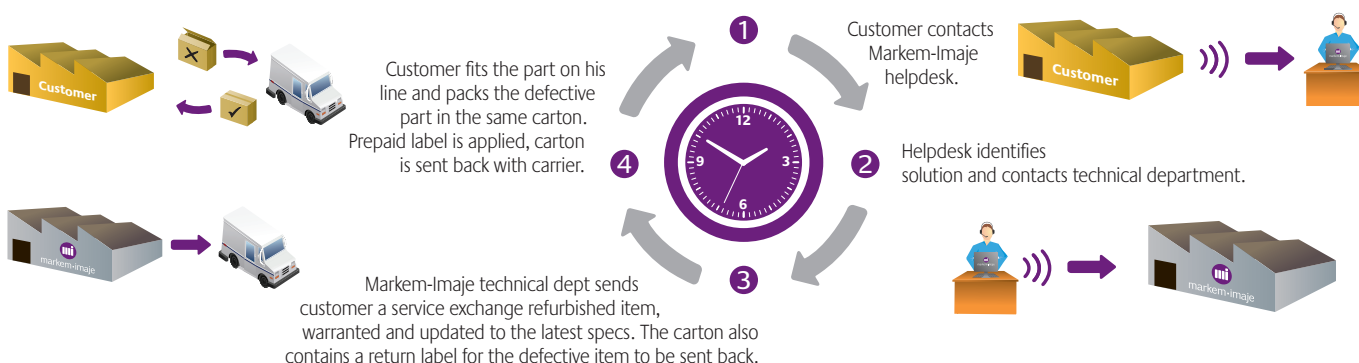 1
Customer contacts
Markem-Imaje
helpdesk.
Customer
Customer
Customer fits the part on his
line and packs the defective
part in the same carton.
Prepaid label is applied, carton
is sent back with carrier.
4
12
3
6
9
2
Helpdesk identifies
solution and contacts technical department.
mi
markem•imaje
mi
markem•imaje
3
Markem-Imaje technical dept sends
customer a service exchange refurbished item,
warranted and updated to the latest specs. The carton also
contains a return label for the defective item to be sent back.